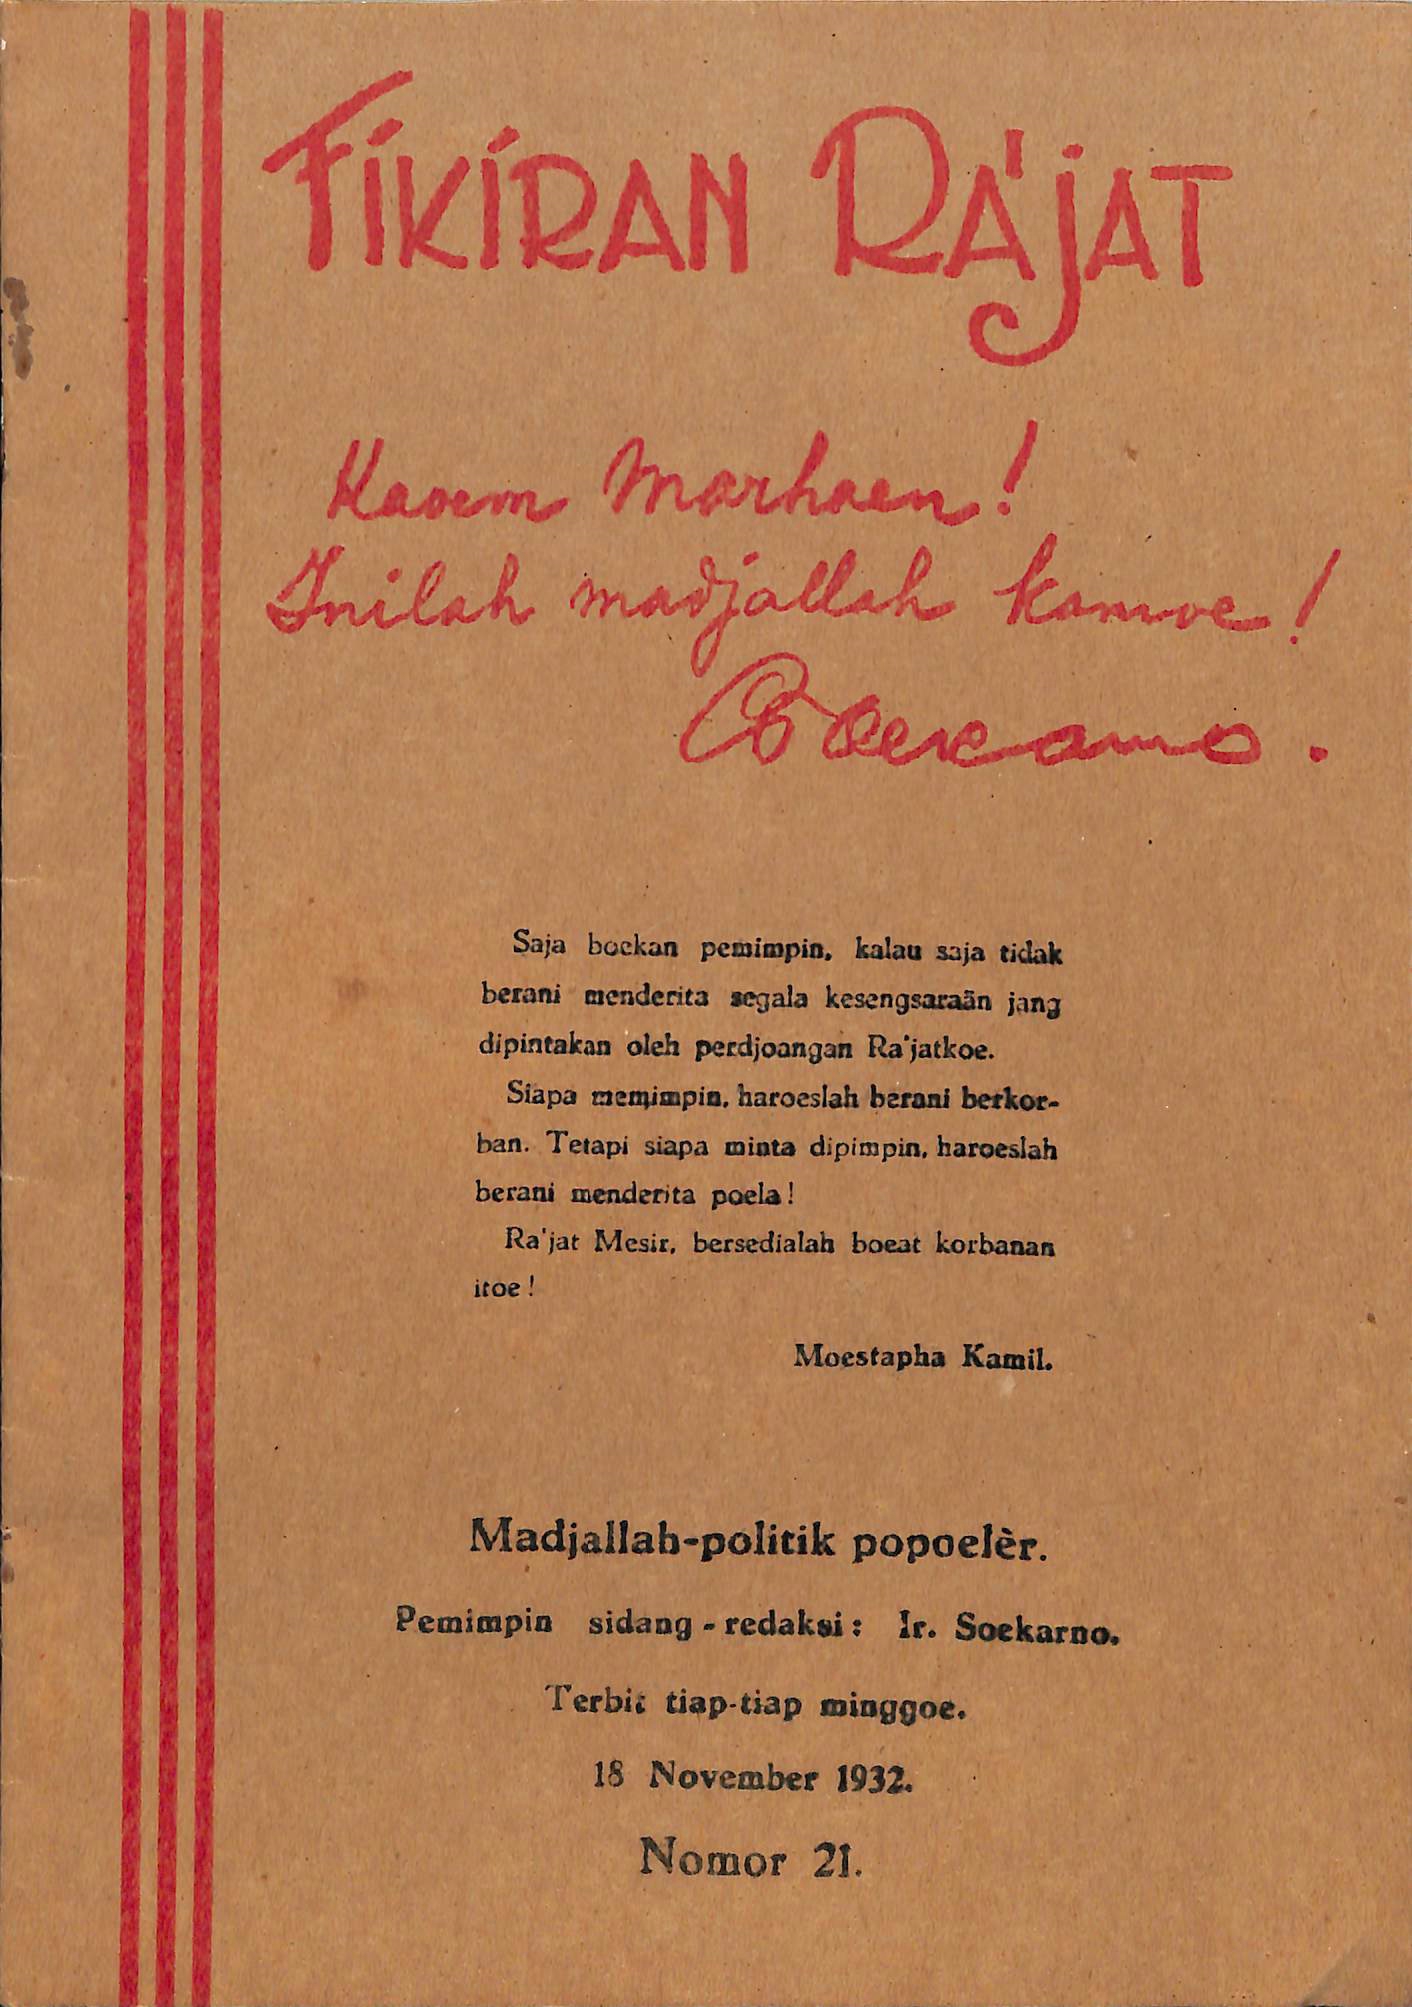 FIKIRAN RA'JAT
Kaoem Marhaen!
Inilah madjallah kamoe!
Soekarno.
Saja boekan pemimpin, kalau saja tidak
berani menderita segala kesengsaraän jang
dipintakan oleh perdjoangan Ra'jatkoe.
Siapa memimpin, haroeslah berani berkor-
ban. Tetapi siapa minta dipimpin, haroeslah
berani menderita poela!
Ra'jat Mesir, bersedialah boeat korbanan
itoe!
Moestapha Kamil.
Madjallah-politik popoelèr.
Pemimpin sidang-redaksi: Ir. Soekarno.
Terbit tiap-tiap minggoe.
18 November 1932.
Nomor 21.